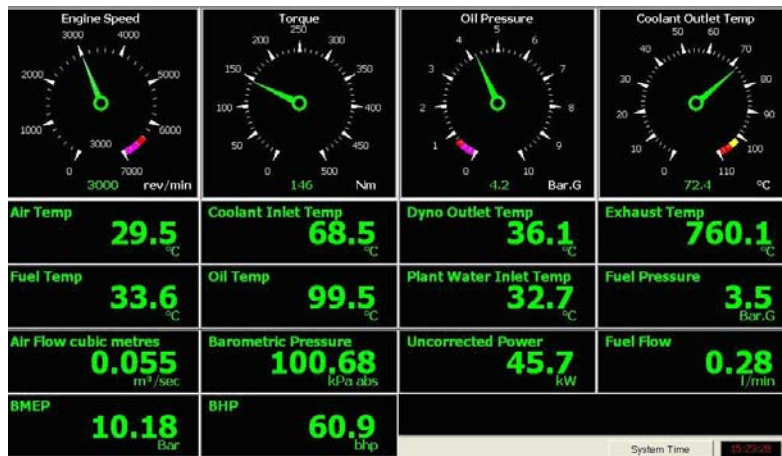 Engine Speed
0
1000
2000
3000
4000
5000
6000
7000
3000
3000 rev/min
Torque
0
50
100
150
200
250
300
350
400
450
500
146 Nm
Oil Pressure
0
1
2
3
4
5
6
7
8
9
10
4.2 Bar.G
Coolant Outlet Temp
0
10
20
30
40
50
60
70
80
90
100
110
72.4 °C
Air Temp
29.5
°C
Coolant Inlet Temp
68.5
°C
Dyno Outlet Temp
36.1
°C
Exhaust Temp
760.1
°C
Fuel Temp
33.6
°C
Oil Temp
99.5
°C
Plant Water Inlet Temp
32.7
°C
Fuel Pressure
3.5
Bar.G
Air Flow cubic metres
0.055
m³/sec
Barometric Pressure
100.68
kPa abs
Uncorrected Power
45.7
kW
Fuel Flow
0.28
l/min
BMEP
10.18
Bar
BHP
60.9
bhp
System Time